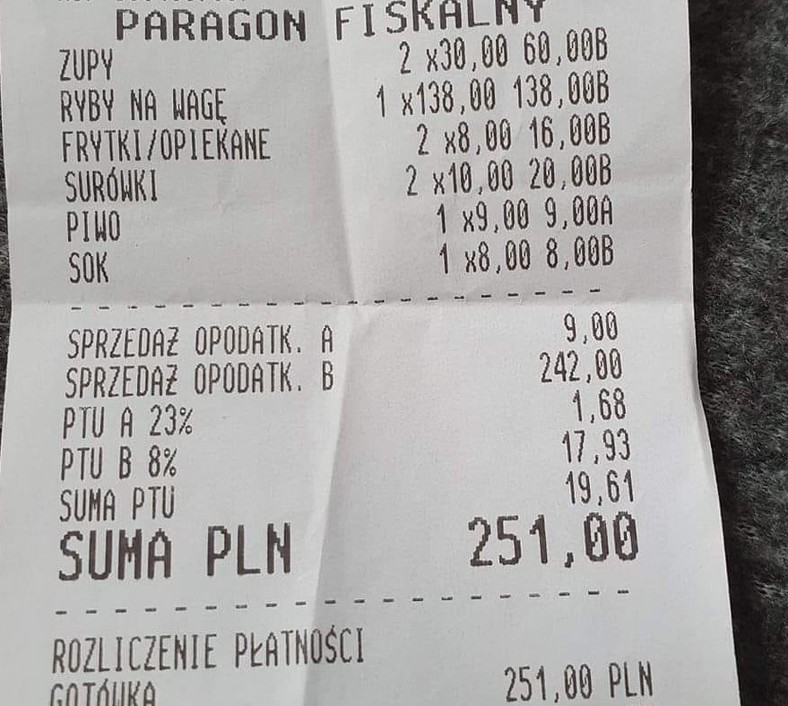 PARAGON FISKALNY
ZUPY 2 x30,00 60,00B
RYBY NA WAGĘ 1 x138,00 138,00B
FRYTKI/OPIEKANE 2 x8,00 16,00B
SURÓWKI 2 x10,00 20,00B
PIWO 1 x9,00 9,00A
SOK 1 x8,00 8,00B
SPRZEDAŻ OPODATK. A 9,00
SPRZEDAŻ OPODATK. B 242,00
PTU A 23% 1,68
PTU B 8% 17,93
SUMA PTU 19,61
SUMA PLN 251,00
ROZLICZENIE PŁATNOŚCI
GOTÓWKA 251,00 PLN